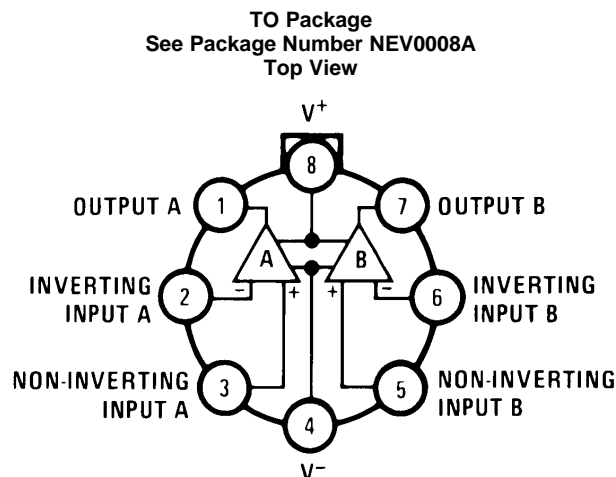 TO Package
See Package Number NEV0008A
Top View
V+
8
OUTPUT A 1
7 OUTPUT B
A
B
INVERTING
INPUT A
2
- +
+ -
6
INVERTING
INPUT B
NON-INVERTING
INPUT A
3
5
NON-INVERTING
INPUT B
4
V-